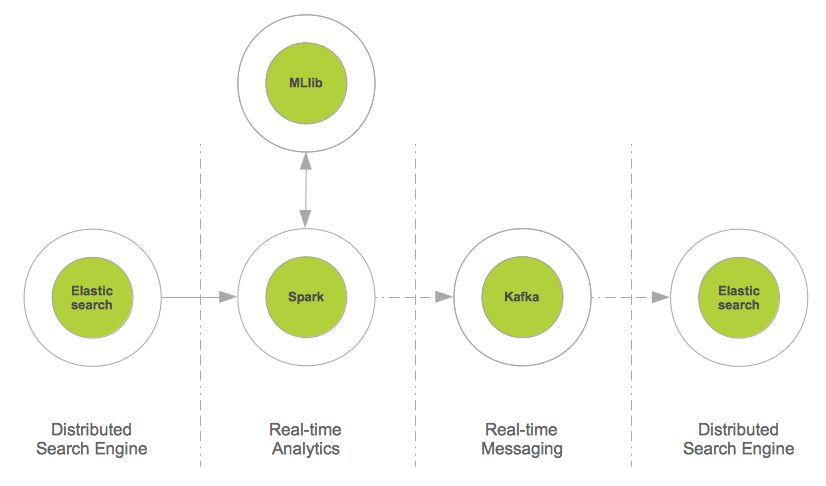 MLlib
Elastic
search
Spark
Kafka
Elastic
search
Distributed
Search Engine
Real-time
Analytics
Real-time
Messaging
Distributed
Search Engine